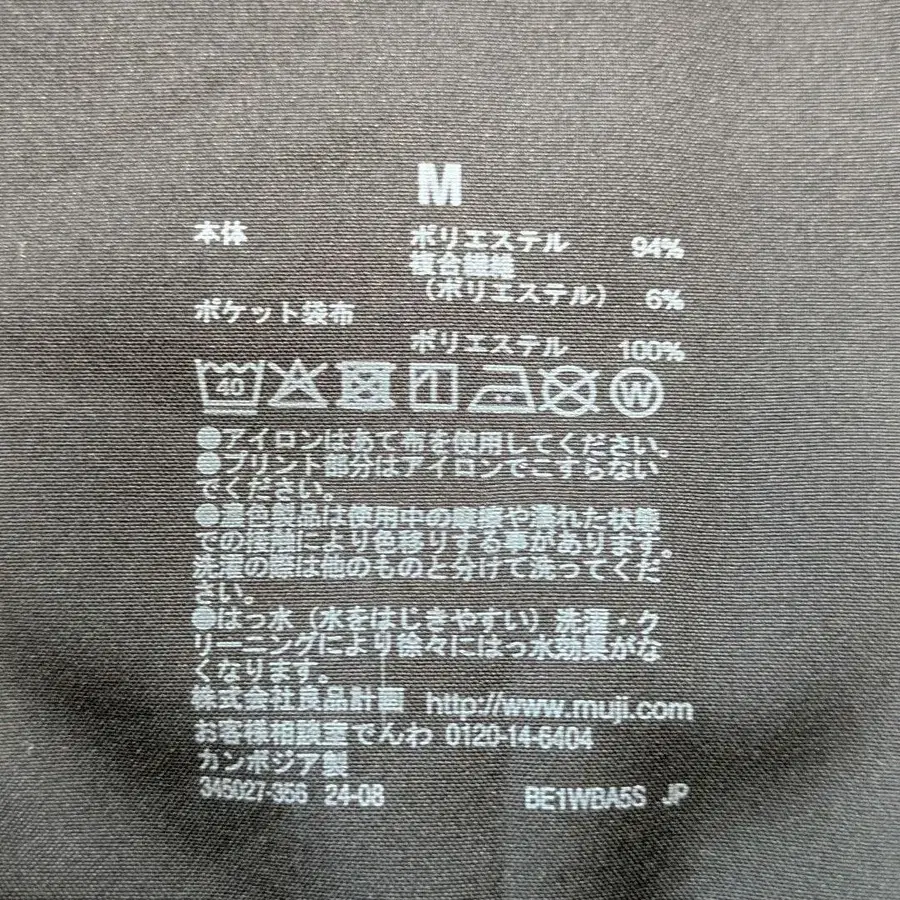 M
本体 ポリエステル 94%
複合繊維
(ポリエステル) 6%
ポケット袋布
ポリエステル 100%
40 W
●アイロンはあて布を使用してください。
●プリント部分はアイロンでこすらない
でください。
●濃色製品は使用中の摩擦や濡れた状態
での接触により色移りする事があります。
洗濯の際は他のものと分けて洗ってくだ
さい。
●はっ水(水をはじきやすい)洗濯・ク
リーニングにより徐々にはっ水効果がな
くなります。
株式会社良品計画 http://www.muji.com
お客様相談室でんわ 0120-14-6404
カンボジア製
345027-356 24-08 BE1WBA5S JP